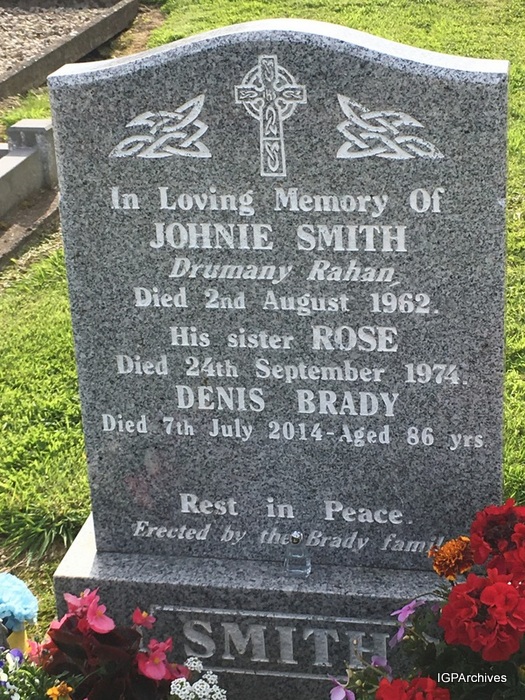 In Loving Memory Of
JOHNIE SMITH
Drumany Rahan,
Died 2nd August 1962.
His sister ROSE
Died 24th September 1974.
DENIS BRADY
Died 7th July 2014-Aged 86 yrs
Rest in Peace.
Erected by the Brady famil
SMITH
IGPArchives